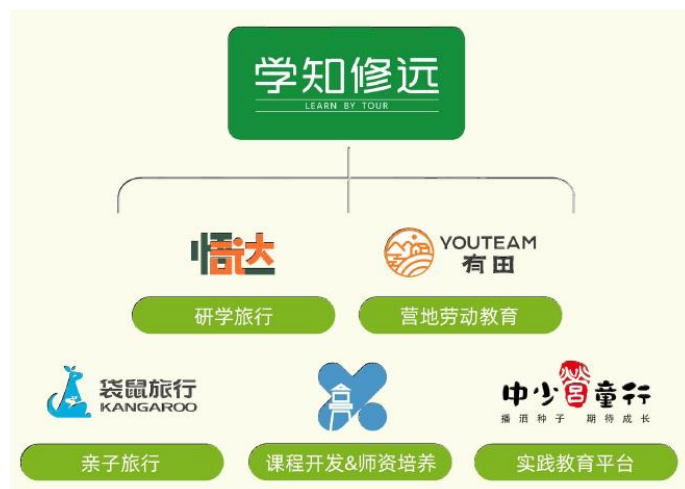 学知修远
LEARN BY TOUR
悟达
YOUTEAM
有田
研学旅行
营地劳动教育
袋鼠旅行
KANGAROO
中少营童行
播洒种子 期待成长
亲子旅行
课程开发&师资培养
实践教育平台